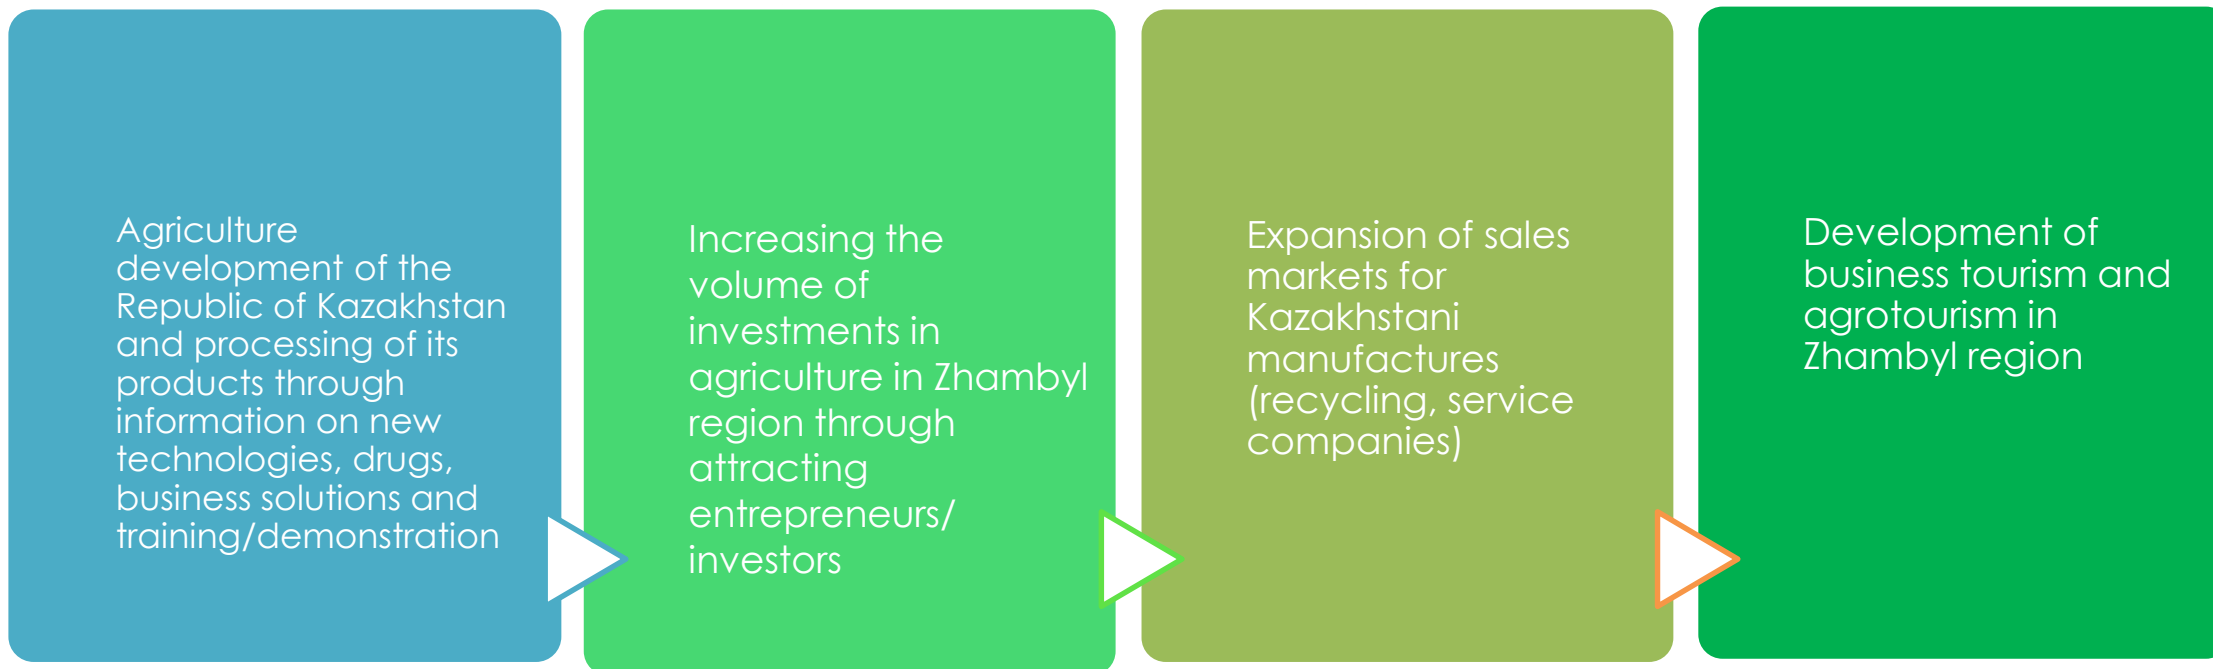 Agriculture
development of the
Republic of Kazakhstan
and processing of its
products through
information on new
technologies, drugs,
business solutions and
training/demonstration
Increasing the
volume of
investments in
agriculture in Zhambyl
region through
attracting
entrepreneurs/
investors
Expansion of sales
markets for
Kazakhstani
manufactures
(recycling, service
companies)
Development of
business tourism and
agrotourism in
Zhambyl region